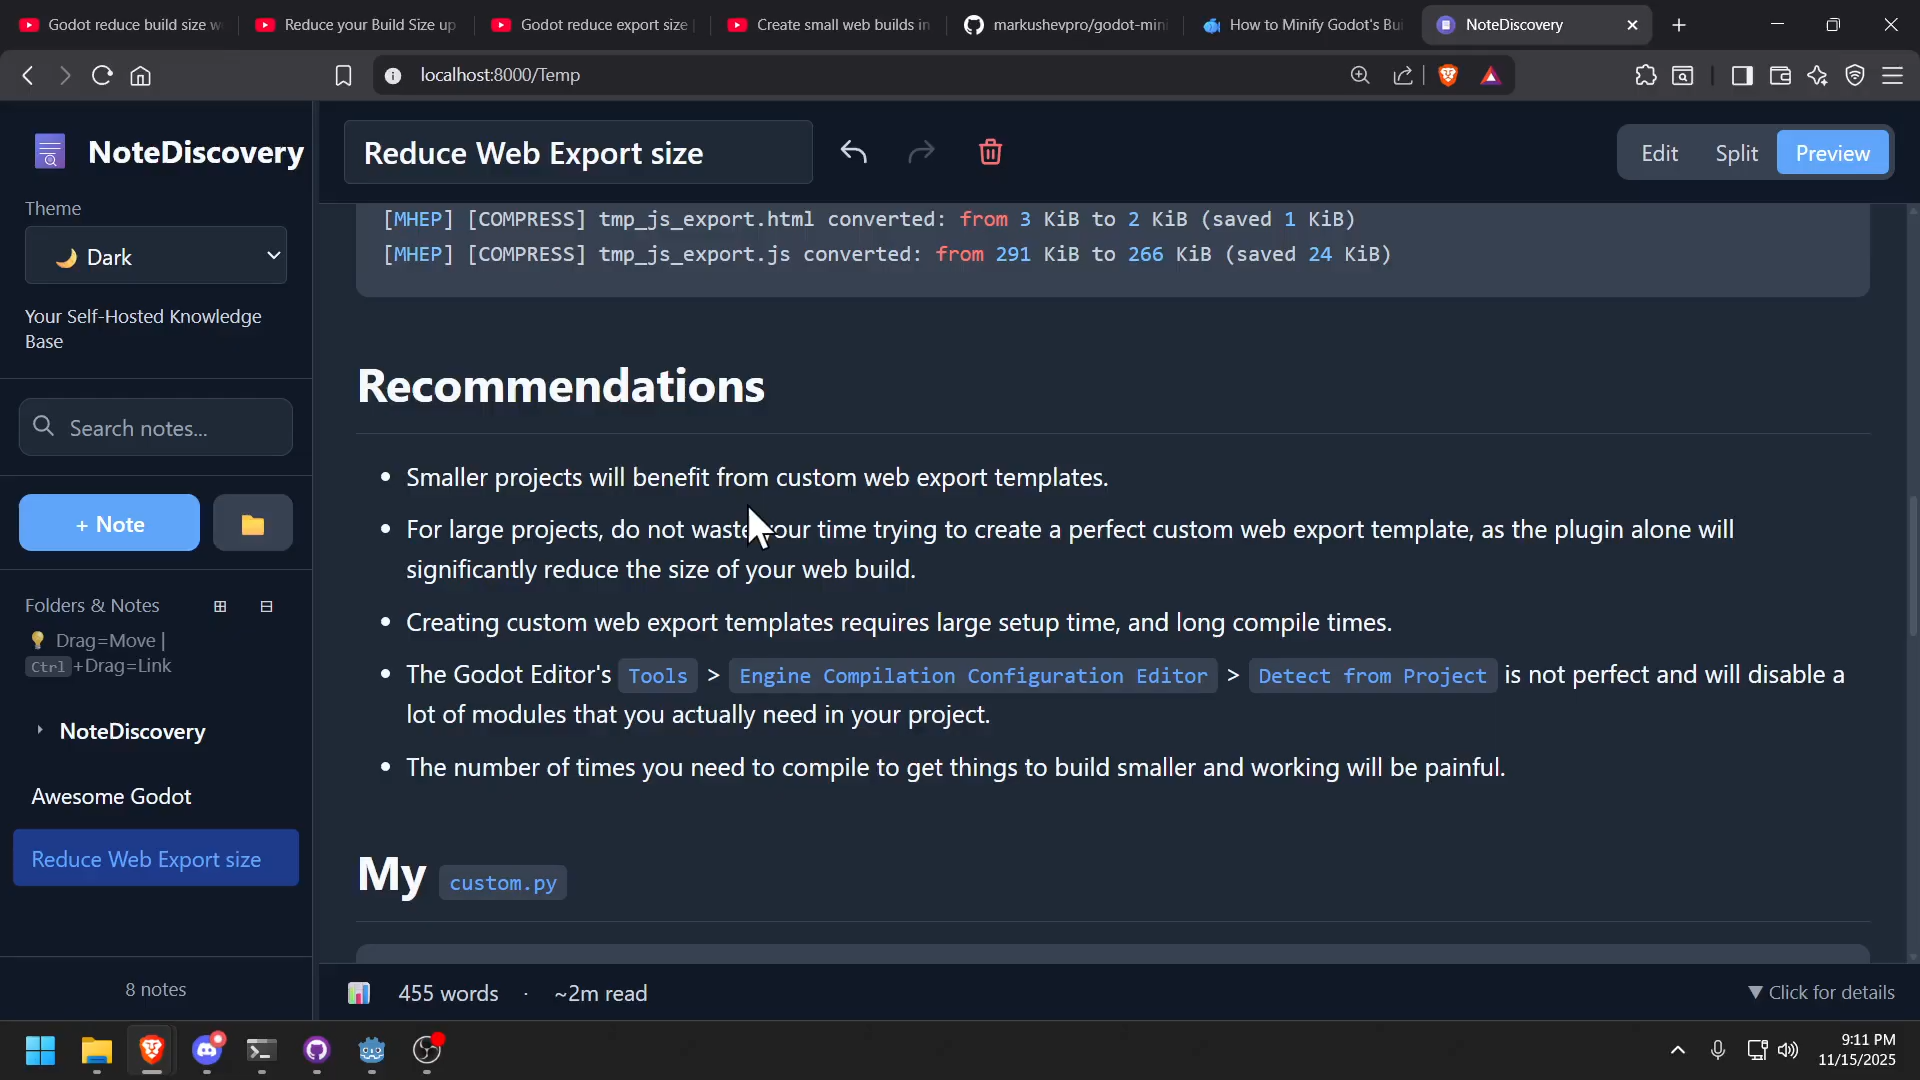 Godot reduce build size w
Reduce your Build Size up
Godot reduce export size
Create small web builds in
markushevpro/godot-mini
How to Minify Godot's Bu
NoteDiscovery
localhost:8000/Temp
NoteDiscovery
Reduce Web Export size
Edit
Split
Preview
Theme
Dark
Your Self-Hosted Knowledge
Base
Search notes...
+ Note
Folders & Notes
Drag=Move |
Ctrl+Drag=Link
NoteDiscovery
Awesome Godot
Reduce Web Export size
8 notes
[MHEP] [COMPRESS] tmp_js_export.html converted: from 3 KiB to 2 KiB (saved 1 KiB)
[MHEP] [COMPRESS] tmp_js_export.js converted: from 291 KiB to 266 KiB (saved 24 KiB)
Recommendations
Smaller projects will benefit from custom web export templates.
For large projects, do not waste your time trying to create a perfect custom web export template, as the plugin alone will
significantly reduce the size of your web build.
Creating custom web export templates requires large setup time, and long compile times.
The Godot Editor's Tools > Engine Compilation Configuration Editor > Detect from Project is not perfect and will disable a
lot of modules that you actually need in your project.
The number of times you need to compile to get things to build smaller and working will be painful.
My custom.py
455 words · ~2m read
▼ Click for details
9:11 PM
11/15/2025